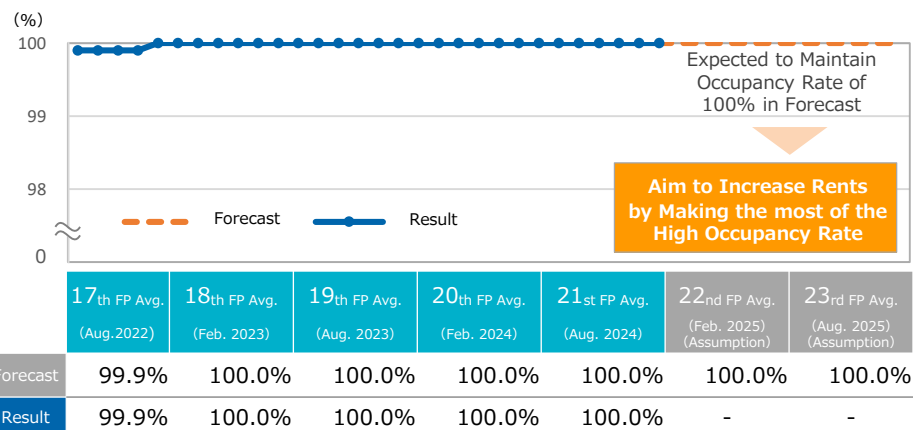 (%)
100
99
98
0
Expected to Maintain
Occupancy Rate of
100% in Forecast
Aim to Increase Rents
by Making the most of the
High Occupancy Rate
Forecast
Result
17th FP Avg. 18th FP Avg. 19th FP Avg. 20th FP Avg. 21st FP Avg. 22nd FP Avg. 23rd FP Avg.
(Aug.2022) (Feb. 2023) (Aug. 2023) (Feb. 2024) (Aug. 2024) (Feb. 2025) (Aug. 2025)
(Assumption) (Assumption)
orecast 99.9% 100.0% 100.0% 100.0% 100.0% 100.0% 100.0%
Result 99.9% 100.0% 100.0% 100.0% 100.0% - -